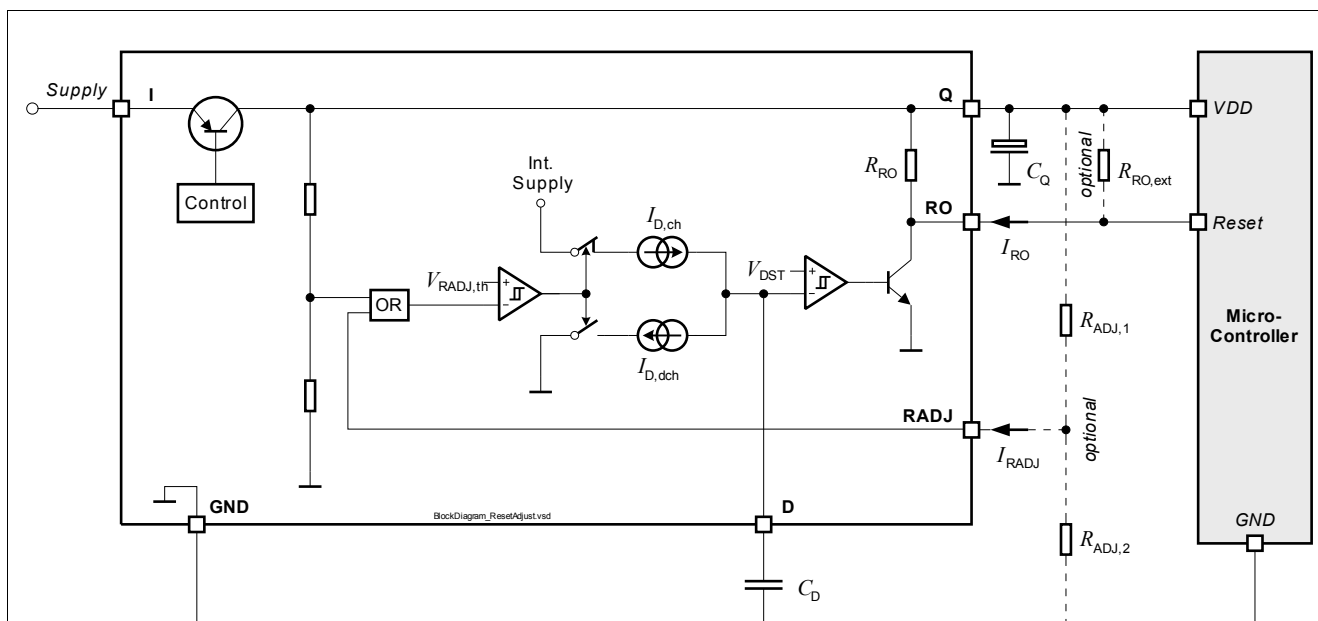 Supply
I
Q
VDD
Int.
Supply
R_RO
C_Q
optional
R_RO,ext
Control
I_D,ch
RO
Reset
I_RO
V_RADJ,th
+
−
OR
V_DST
+
−
R_ADJ,1
Micro-
Controller
I_D,dch
RADJ
I_RADJ
optional
GND
BlockDiagram_ResetAdjust.vsd
D
GND
R_ADJ,2
C_D